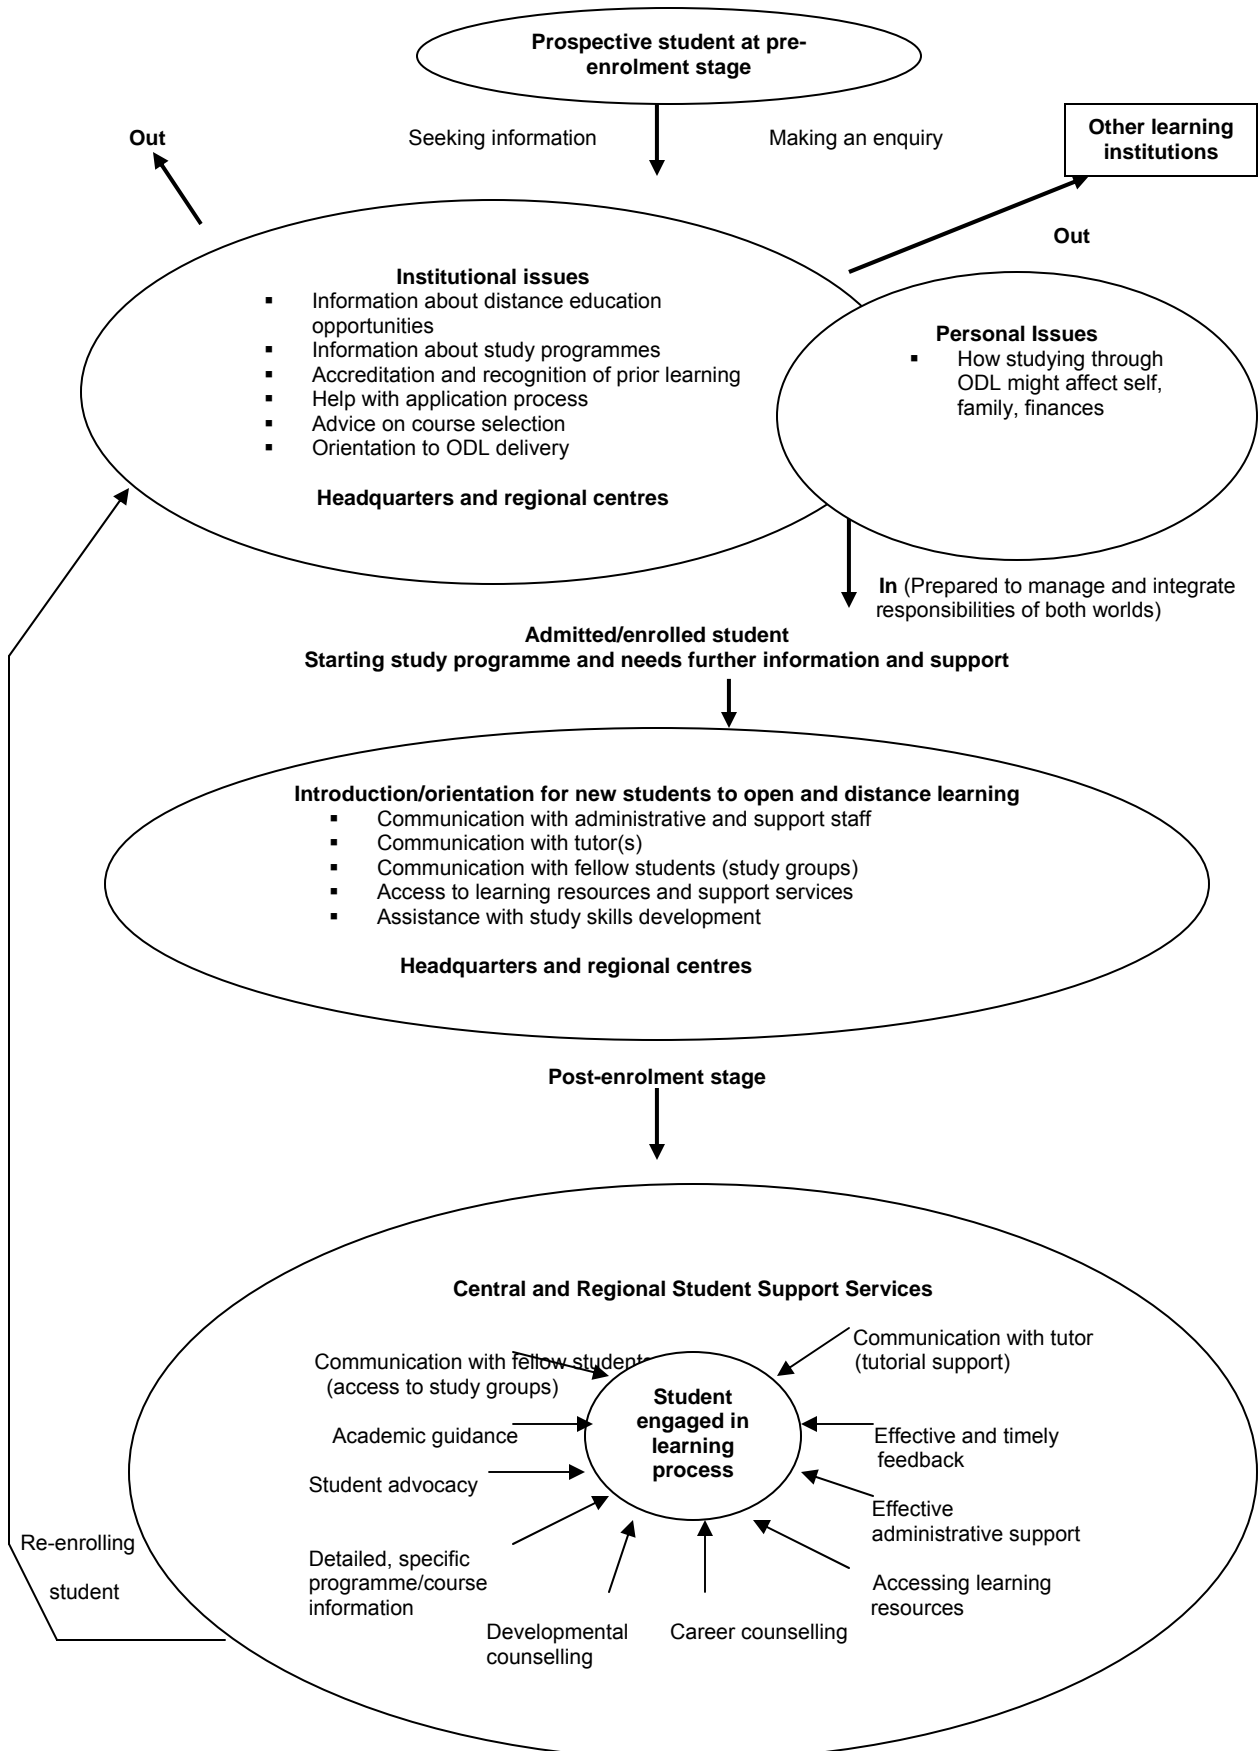 Prospective student at pre-
enrolment stage
Out
Seeking information
Making an enquiry
Other learning
institutions
Out
Institutional issues
▪ Information about distance education
opportunities
▪ Information about study programmes
▪ Accreditation and recognition of prior learning
▪ Help with application process
▪ Advice on course selection
▪ Orientation to ODL delivery
Headquarters and regional centres
Personal Issues
▪ How studying through
ODL might affect self,
family, finances
In (Prepared to manage and integrate
responsibilities of both worlds)
Admitted/enrolled student
Starting study programme and needs further information and support
Introduction/orientation for new students to open and distance learning
▪ Communication with administrative and support staff
▪ Communication with tutor(s)
▪ Communication with fellow students (study groups)
▪ Access to learning resources and support services
▪ Assistance with study skills development
Headquarters and regional centres
Post-enrolment stage
Central and Regional Student Support Services
Communication with fellow students
(access to study groups)
Academic guidance
Student advocacy
Detailed, specific
programme/course
information
Developmental
counselling
Career counselling
Student
engaged in
learning
process
Communication with tutor
(tutorial support)
Effective and timely
feedback
Effective
administrative support
Accessing learning
resources
Re-enrolling
student